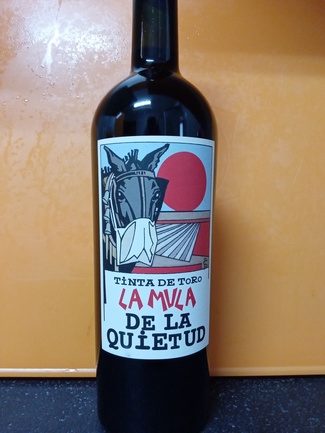 TiNTA DE TORO
LA MULA
DE LA
QUiETUD